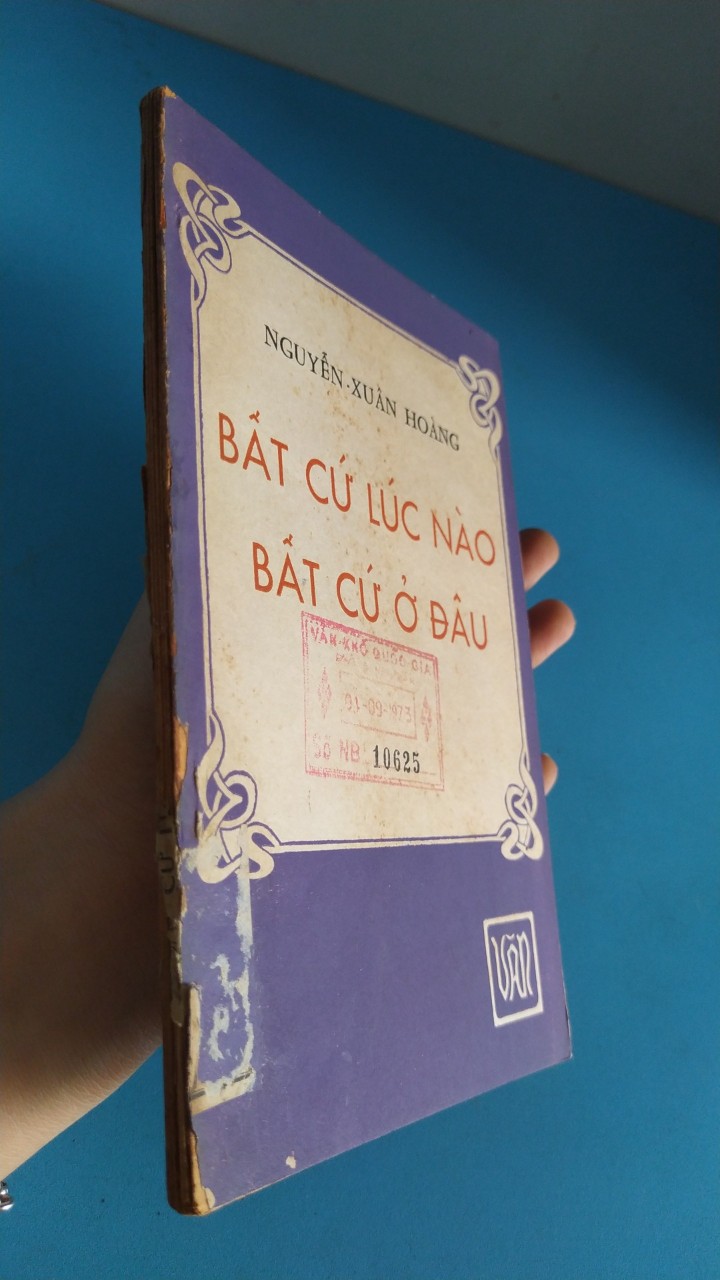 NGUYỄN-XUÂN HOÀNG
BẤT CỨ LÚC NÀO
BẤT CỨ Ở ĐÂU
VĂN-KHỐ QUỐC GIA
01-09-1973
Số NB 10625
VĂN